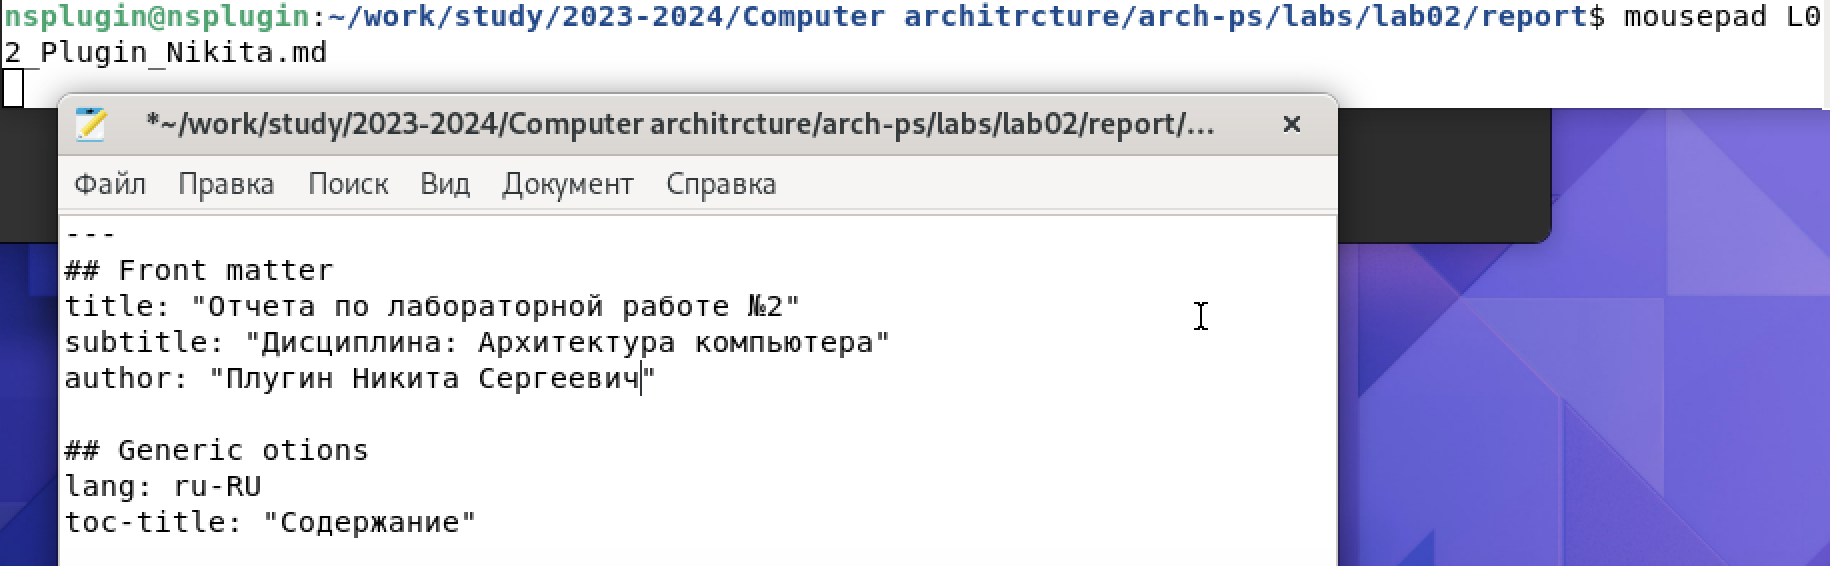 nsplugin@nsplugin:~/work/study/2023-2024/Computer architrcture/arch-ps/labs/lab02/report$ mousepad L0
2_Plugin_Nikita.md
*~/work/study/2023-2024/Computer architrcture/arch-ps/labs/lab02/report/...
Файл Правка Поиск Вид Документ Справка
---
## Front matter
title: "Отчета по лабораторной работе №2"
subtitle: "Дисциплина: Архитектура компьютера"
author: "Плугин Никита Сергеевич"
## Generic otions
lang: ru-RU
toc-title: "Содержание"